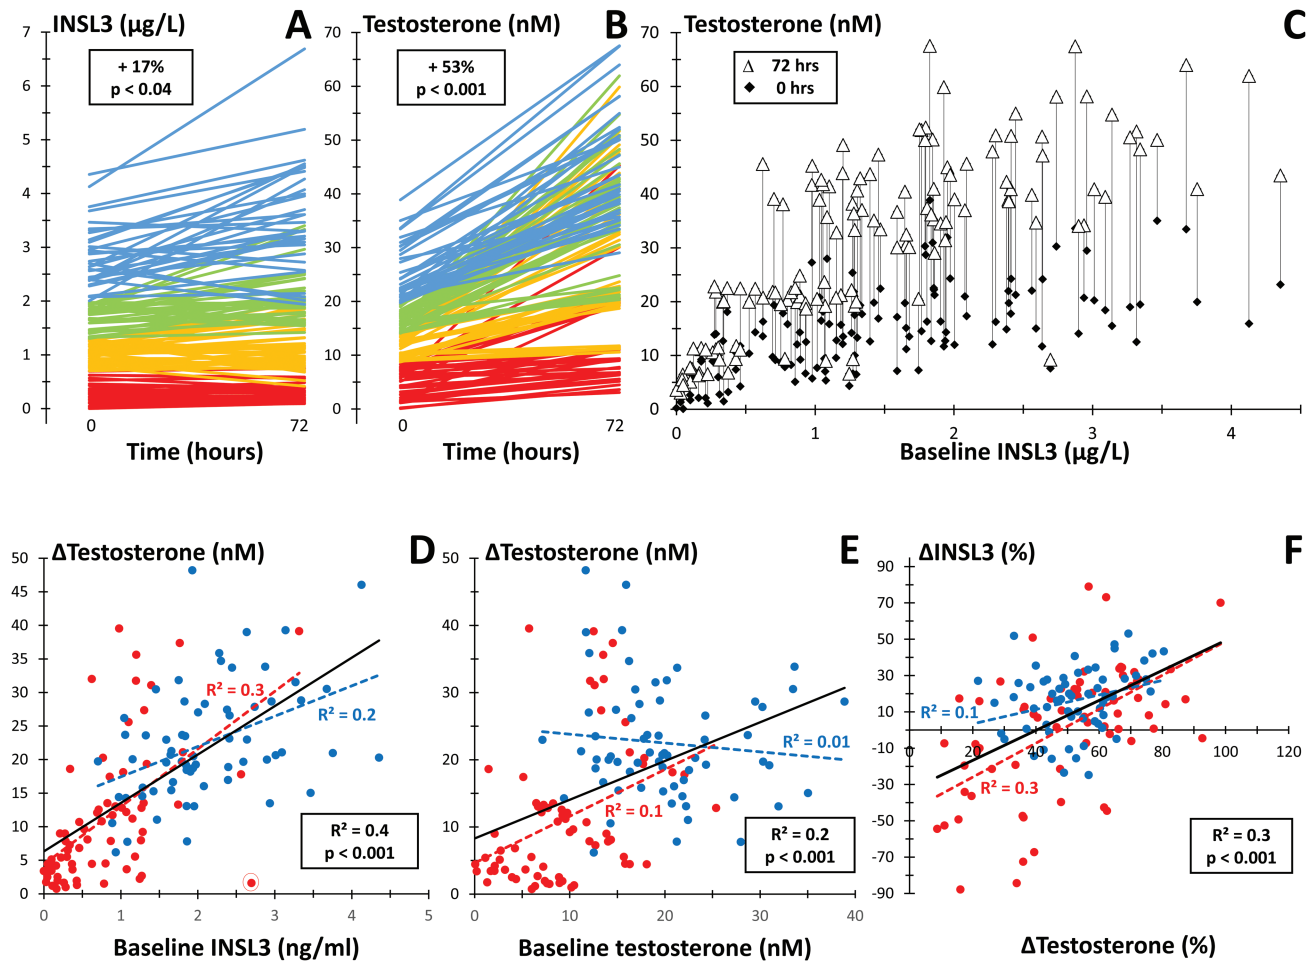 INSL3 (µg/L)
A
7
6
5
4
3
2
1
0
+ 17%
p < 0.04
0
72
Time (hours)
Testosterone (nM)
B
70
60
50
40
30
20
10
0
+ 53%
p < 0.001
0
72
Time (hours)
Testosterone (nM)
C
70
60
50
40
30
20
10
0
72 hrs
0 hrs
0
1
2
3
4
Baseline INSL3 (µg/L)
ΔTestosterone (nM)
D
50
45
40
35
30
25
20
15
10
5
0
R² = 0.3
R² = 0.2
R² = 0.4
p < 0.001
0
1
2
3
4
5
Baseline INSL3 (ng/ml)
ΔTestosterone (nM)
E
50
40
30
20
10
0
R² = 0.01
R² = 0.1
R² = 0.2
p < 0.001
0
10
20
30
40
Baseline testosterone (nM)
ΔINSL3 (%)
F
90
70
50
30
10
-10
-30
-50
-70
-90
R² = 0.1
0
20
40
60
80
100
120
R² = 0.3
R² = 0.3
p < 0.001
ΔTestosterone (%)